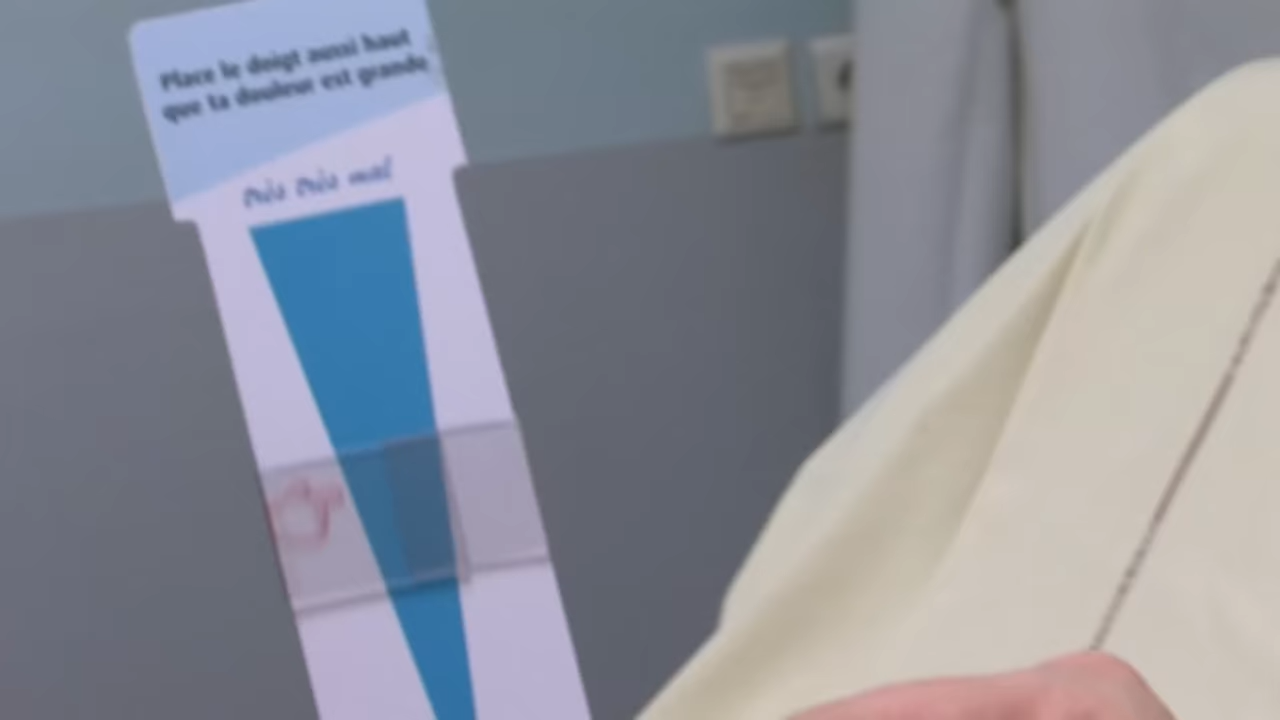 Place le doigt aussi haut
que ta douleur est grande
très très mal